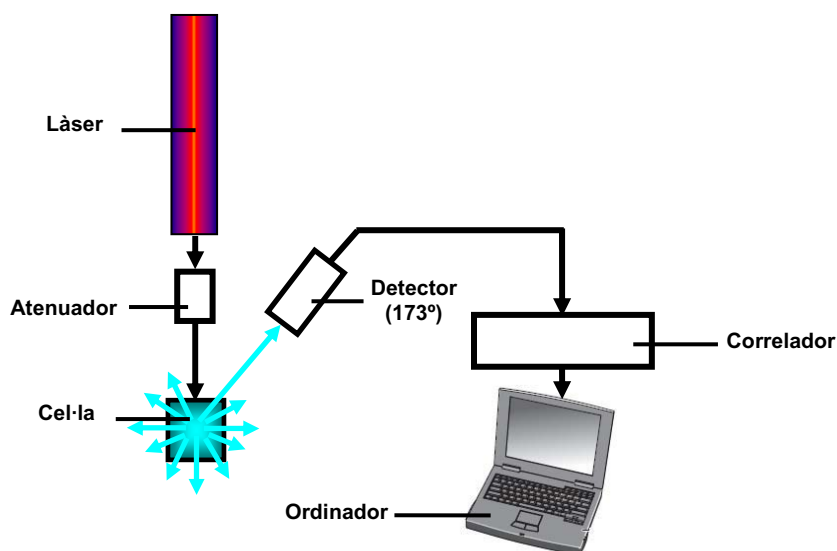 Làser
Atenuador
Detector
(173º)
Correlador
Cel·la
Ordinador